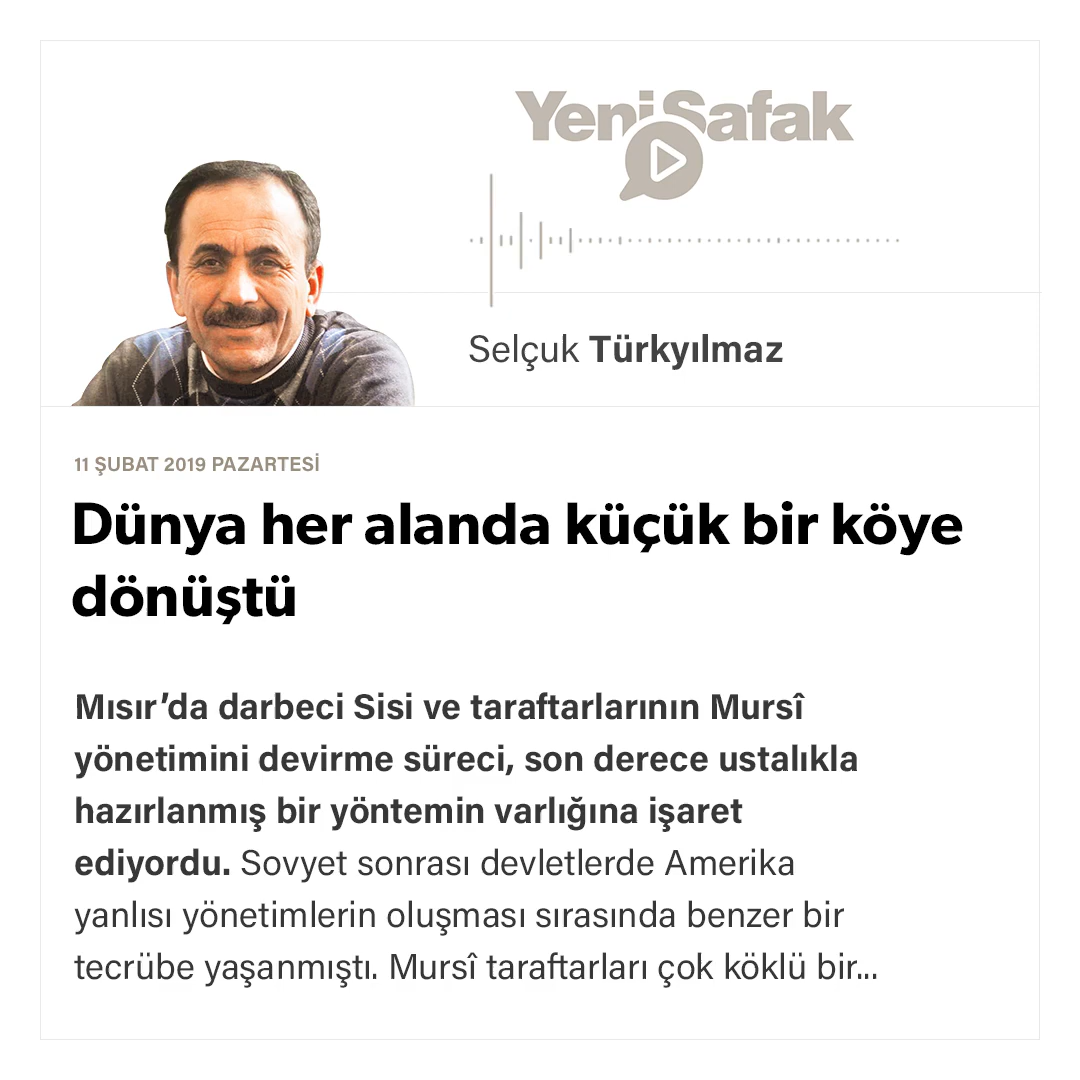 Yeni Safak
Selçuk Türkyılmaz
11 ŞUBAT 2019 PAZARTESİ
Dünya her alanda küçük bir köye
dönüştü
Mısır’da darbeci Sisi ve taraftarlarının Mursî
yönetimini devirme süreci, son derece ustalıkla
hazırlanmış bir yöntemin varlığına işaret
ediyordu. Sovyet sonrası devletlerde Amerika
yanlısı yönetimlerin oluşması sırasında benzer bir
tecrübe yaşanmıştı. Mursî taraftarları çok köklü bir...